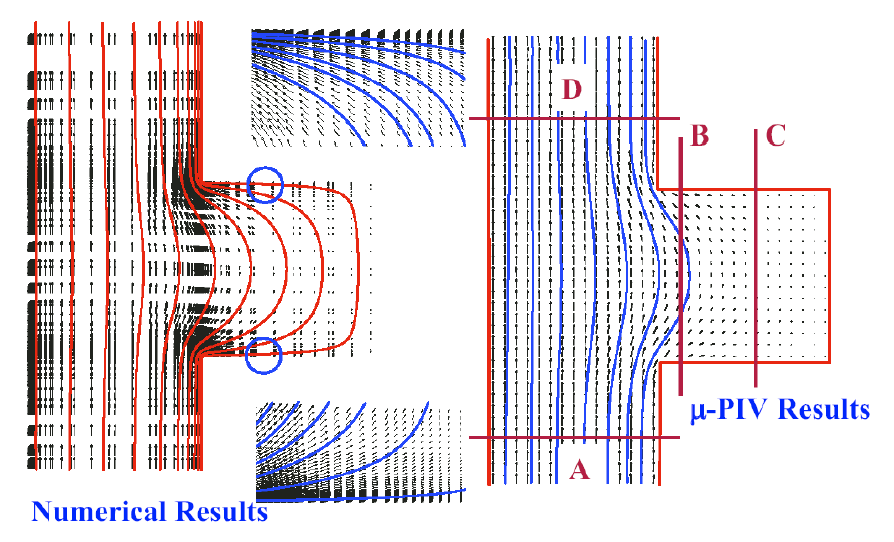 D
B
C
A
μ-PIV Results
Numerical Results